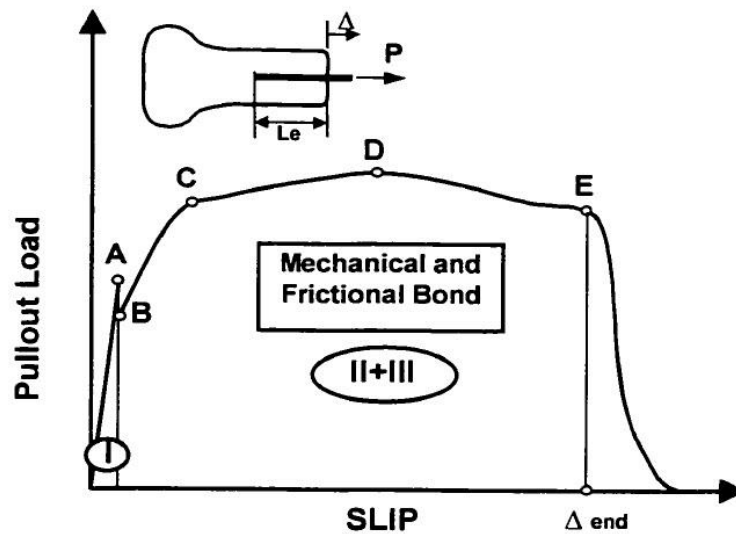 Δ
P
Le
D
C
E
A
B
Mechanical and
Frictional Bond
II+III
I
Pullout Load
SLIP
Δ end